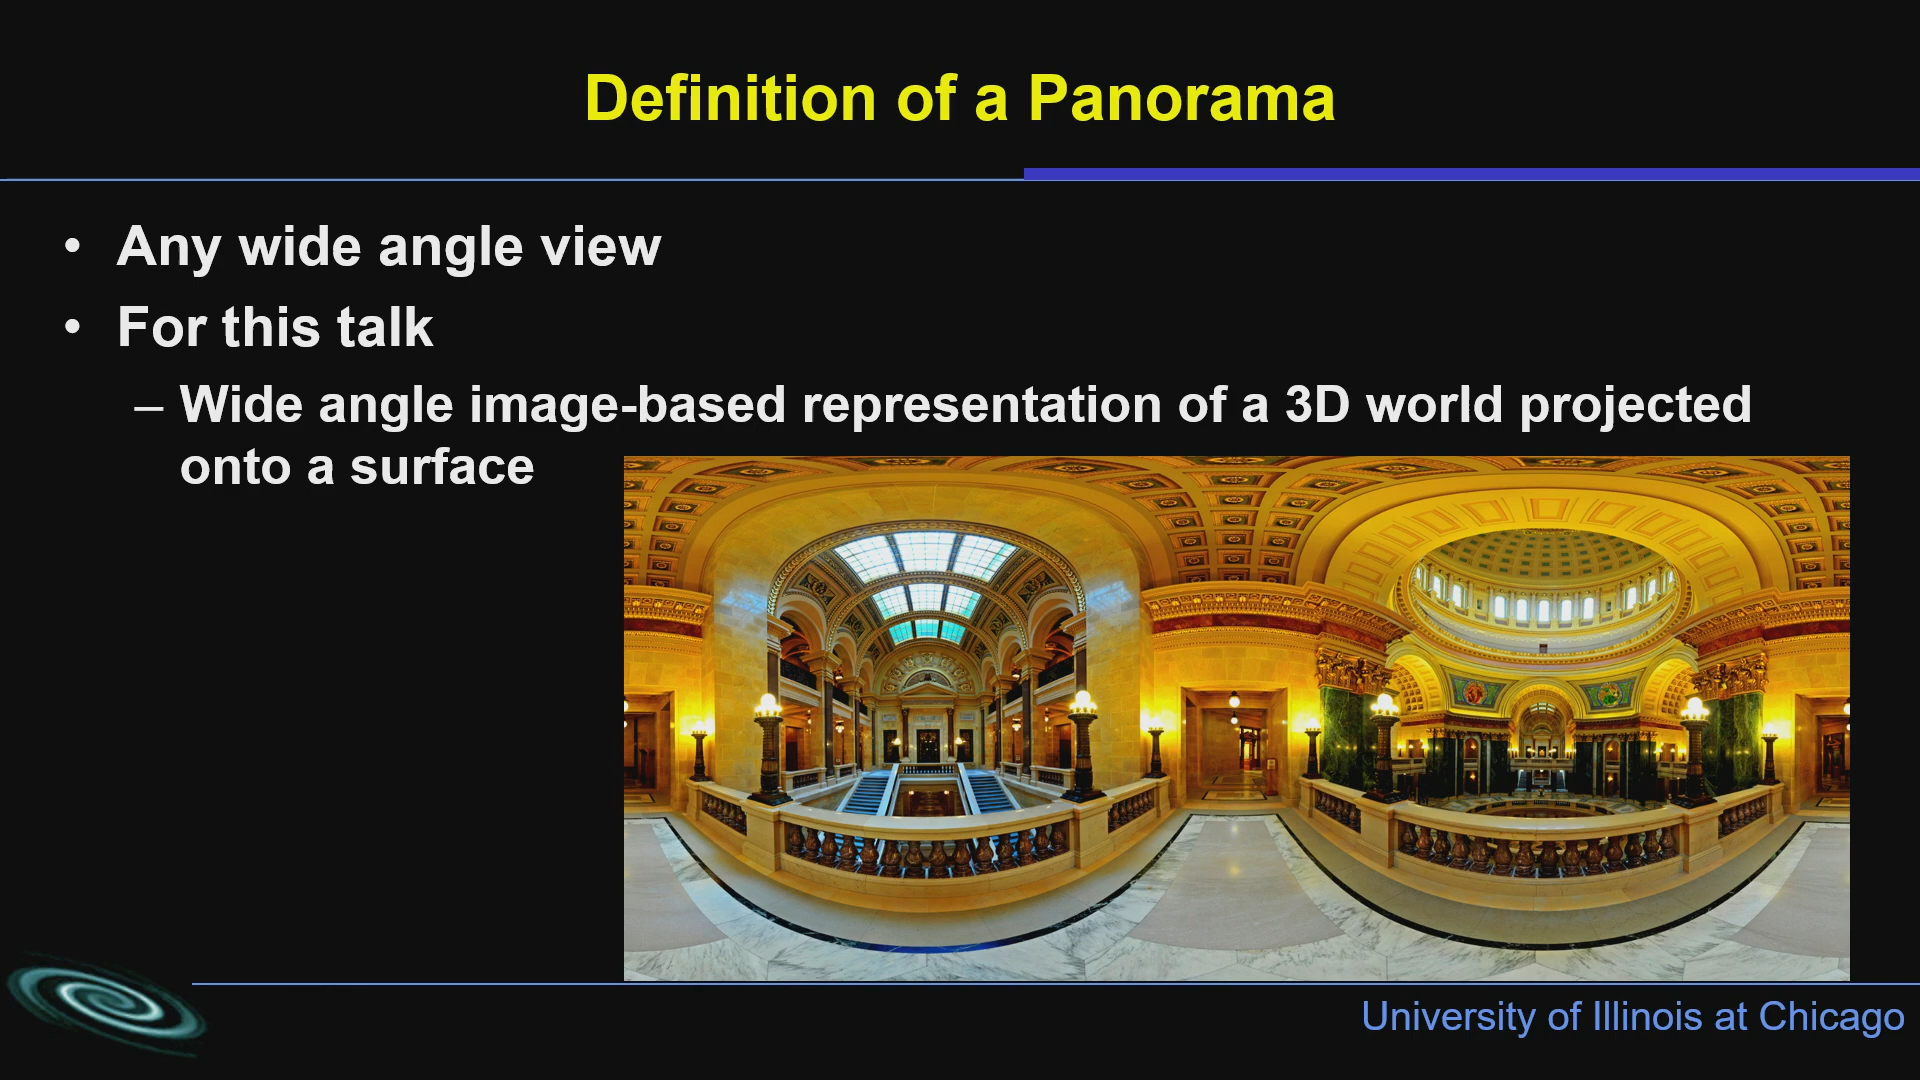 Definition of a Panorama
• Any wide angle view
• For this talk
– Wide angle image-based representation of a 3D world projected
onto a surface
University of Illinois at Chicago